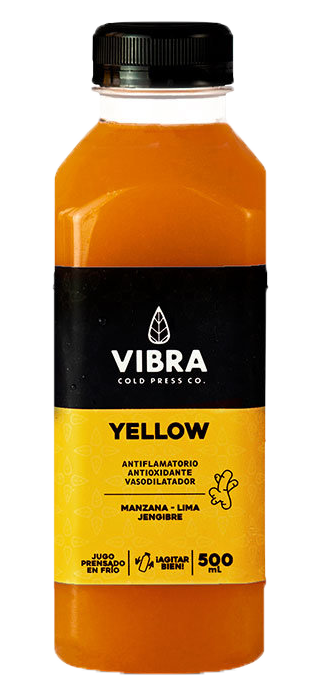 VIBRA
COLD PRESS CO.
YELLOW
ANTIFLAMATORIO
ANTIOXIDANTE
VASODILATADOR
MANZANA - LIMA
JENGIBRE
JUGO
PRENSADO
EN FRÍO
¡AGITAR
BIEN!
500
mL